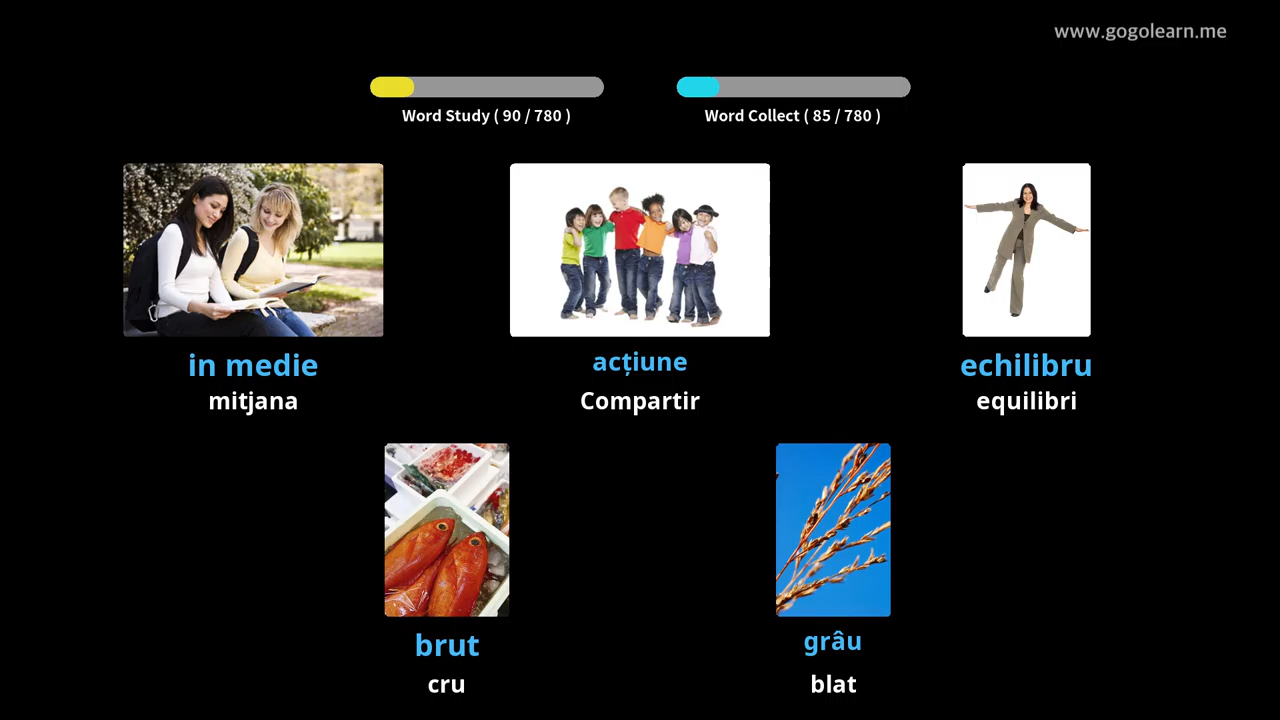 www.gogolearn.me
Word Study ( 90 / 780 )
Word Collect ( 85 / 780 )
in medie
mitjana
acțiune
Compartir
echilibru
equilibri
brut
cru
grâu
blat